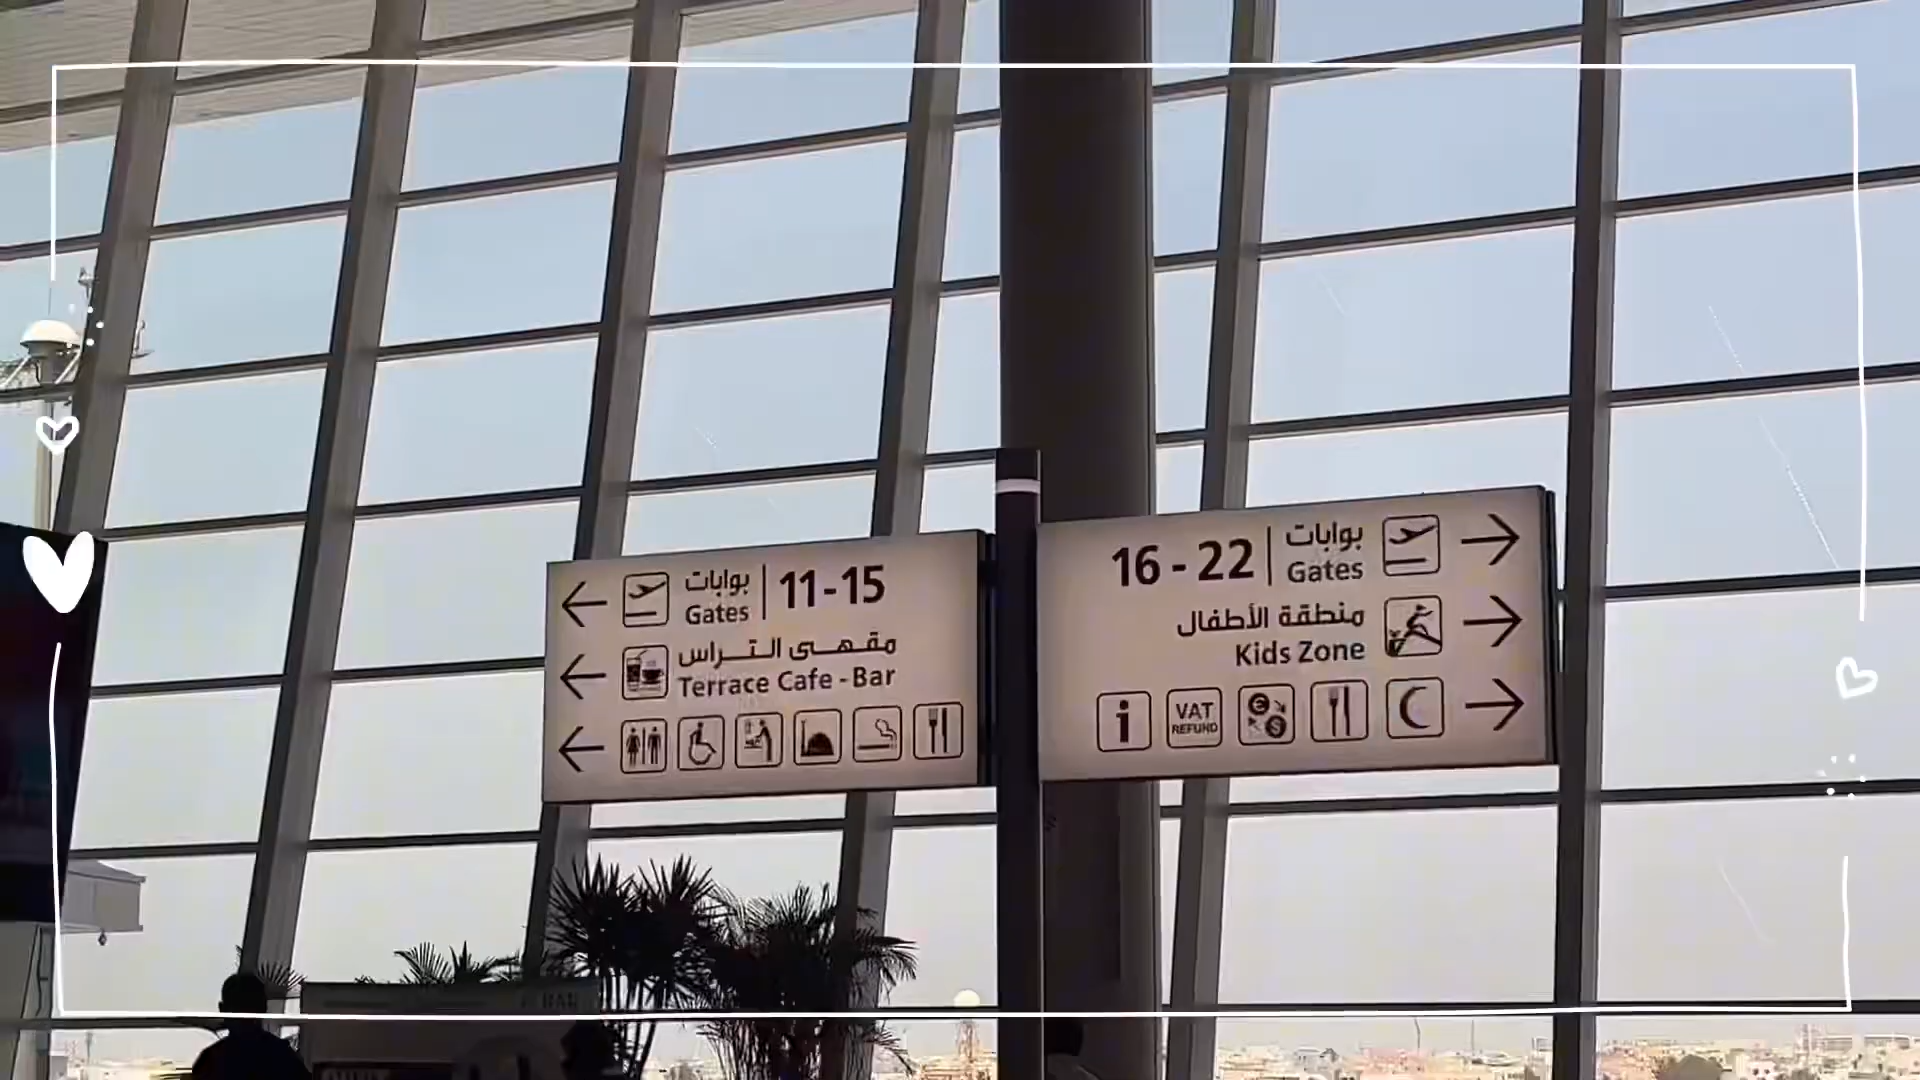 بوابات
Gates
11-15
مقهى التراس
Terrace Cafe - Bar
16 - 22
بوابات
Gates
منطقة الأطفال
Kids Zone
i
VAT
REFUND